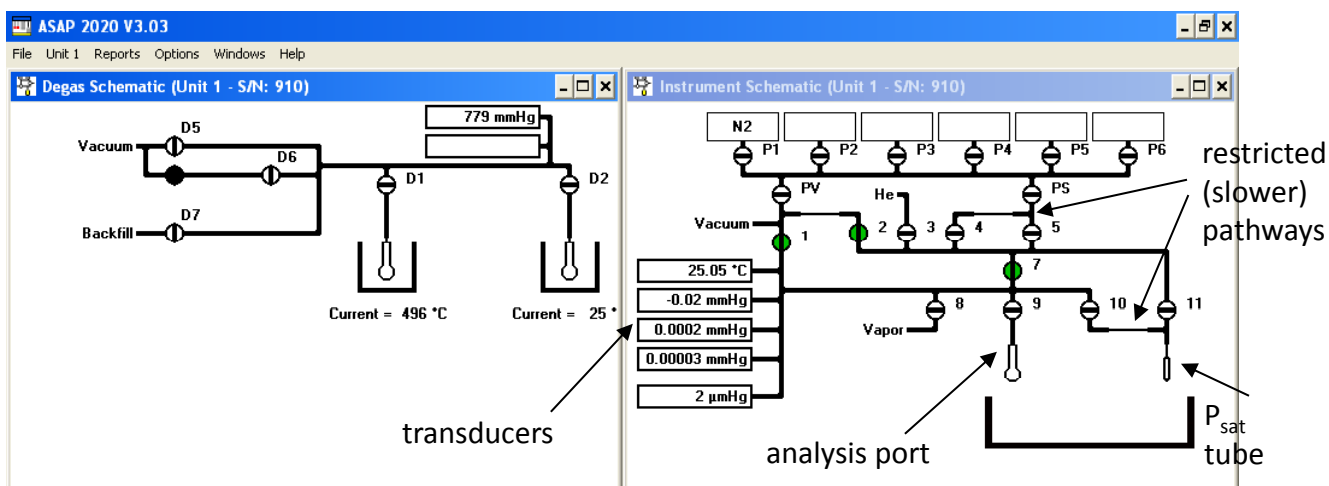 ASAP 2020 V3.03
File Unit 1 Reports Options Windows Help
Degas Schematic (Unit 1 - S/N: 910)
779 mmHg
D5
Vacuum
D6
D1
D2
D7
Backfill
Current = 496 °C
Current = 25 °
Instrument Schematic (Unit 1 - S/N: 910)
N2
P1 P2 P3 P4 P5 P6
PV
PS
He
Vacuum
1 2 3 4 5
7
25.05 °C
-0.02 mmHg
0.0002 mmHg
0.00003 mmHg
2 µmHg
8 9 10 11
Vapor
restricted
(slower)
pathways
transducers
analysis port
Psat
tube